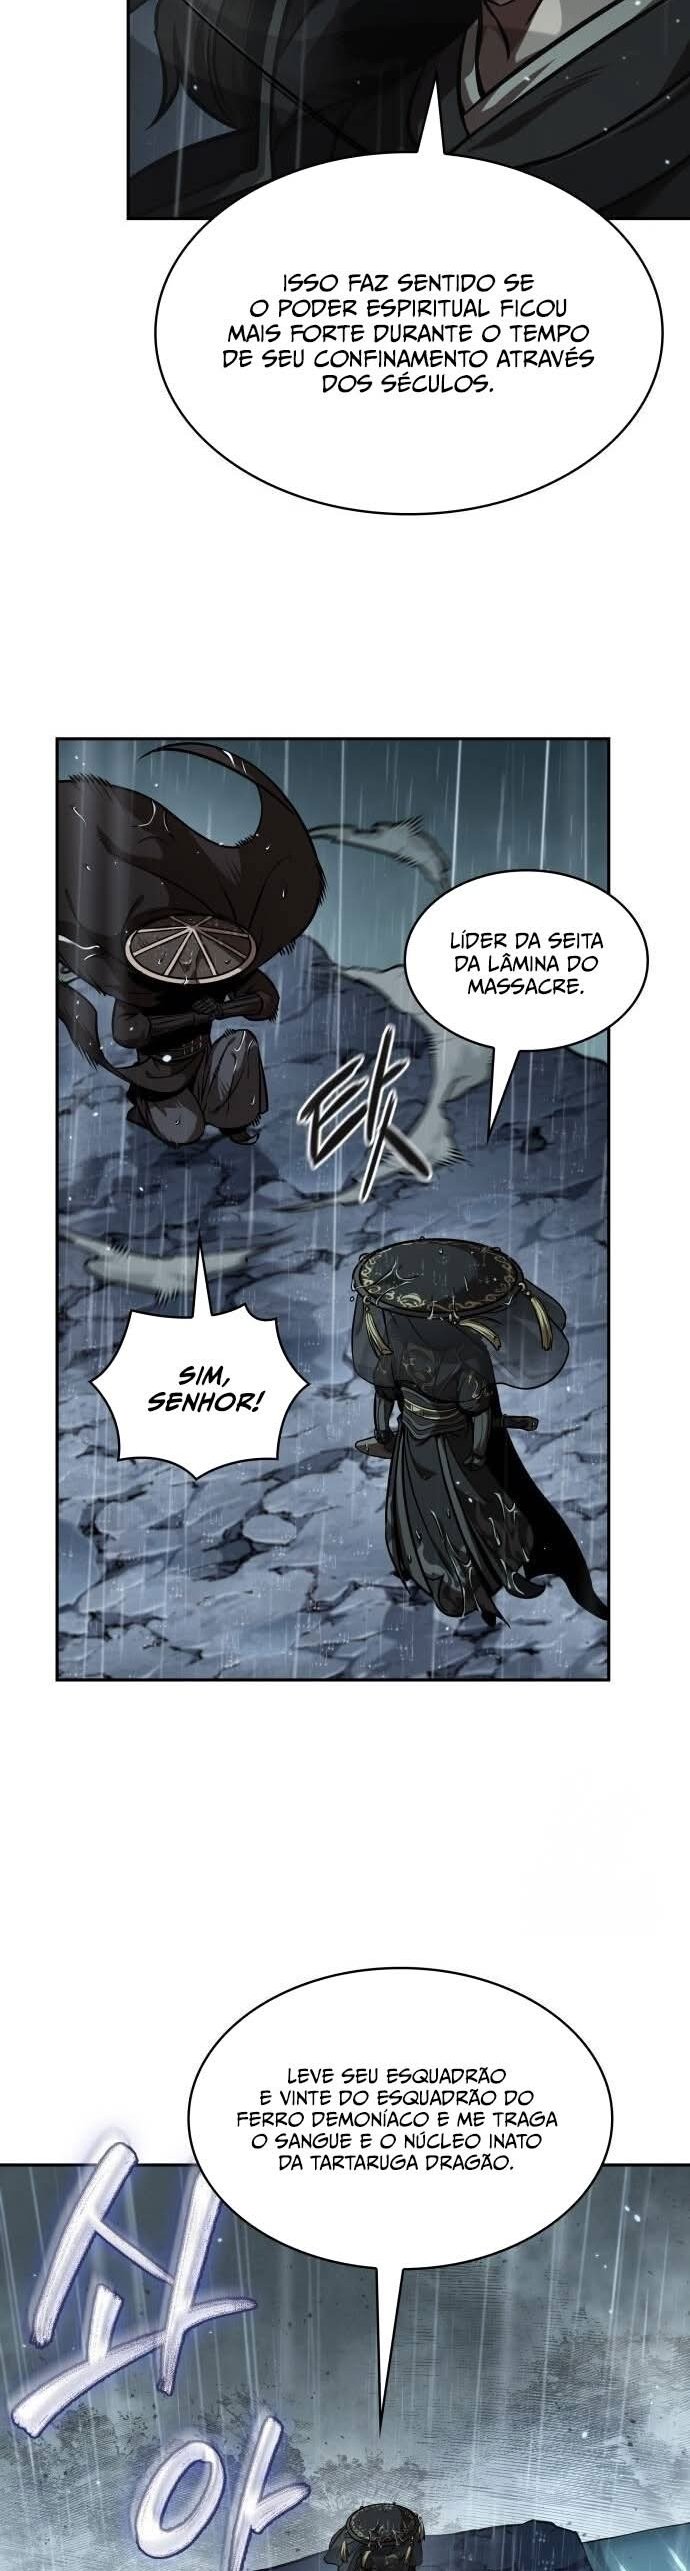 ISSO FAZ SENTIDO SE
O PODER ESPIRITUAL FICOU
MAIS FORTE DURANTE O TEMPO
DE SEU CONFINAMENTO ATRAVÉS
DOS SÉCULOS.
LÍDER DA SEITA
DA LÂMINA DO
MASSACRE.
탓
SIM,
SENHOR!
LEVE SEU ESQUADRÃO
E VINTE DO ESQUADRÃO DO
FERRO DEMONÍACO E ME TRAGA
O SANGUE E O NÚCLEO INATO
DA TARTARUGA DRAGÃO.
쇠
아